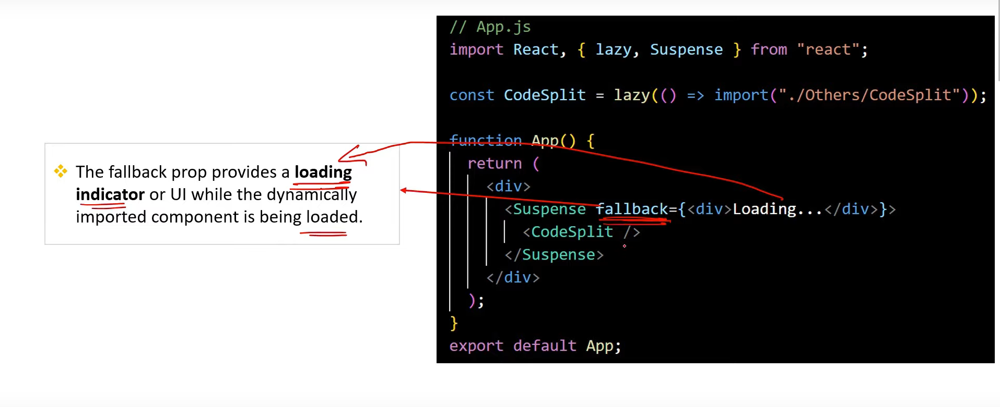 ❖ The fallback prop provides a loading
indicator or UI while the dynamically
imported component is being loaded.
// App.js
import React, { lazy, Suspense } from "react";
const CodeSplit = lazy(() => import("./Others/CodeSplit"));
function App() {
return (
<div>
<Suspense fallback={<div>Loading...</div>}>
<CodeSplit />
</Suspense>
</div>
);
}
export default App;